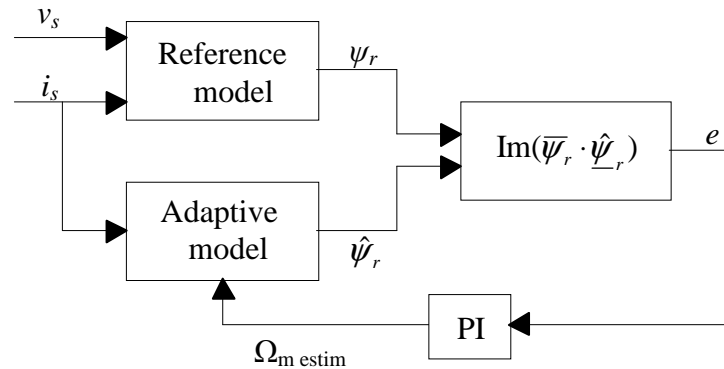 v_s
Reference model
ψ_r
i_s
Im(ψ̅_r · ψ̲̂_r)
e
Adaptive model
ψ̂_r
PI
Ω_m estim